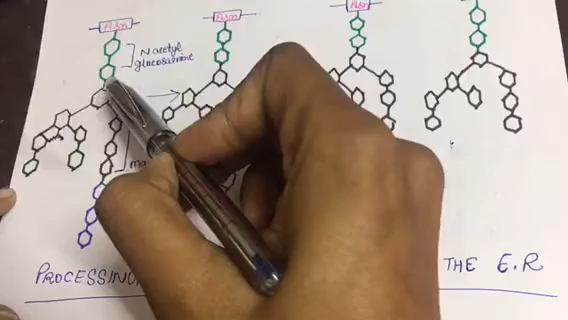 Asn
Asn
Asn
N acetyl
glucosamine
PROCESSING
THE E.R